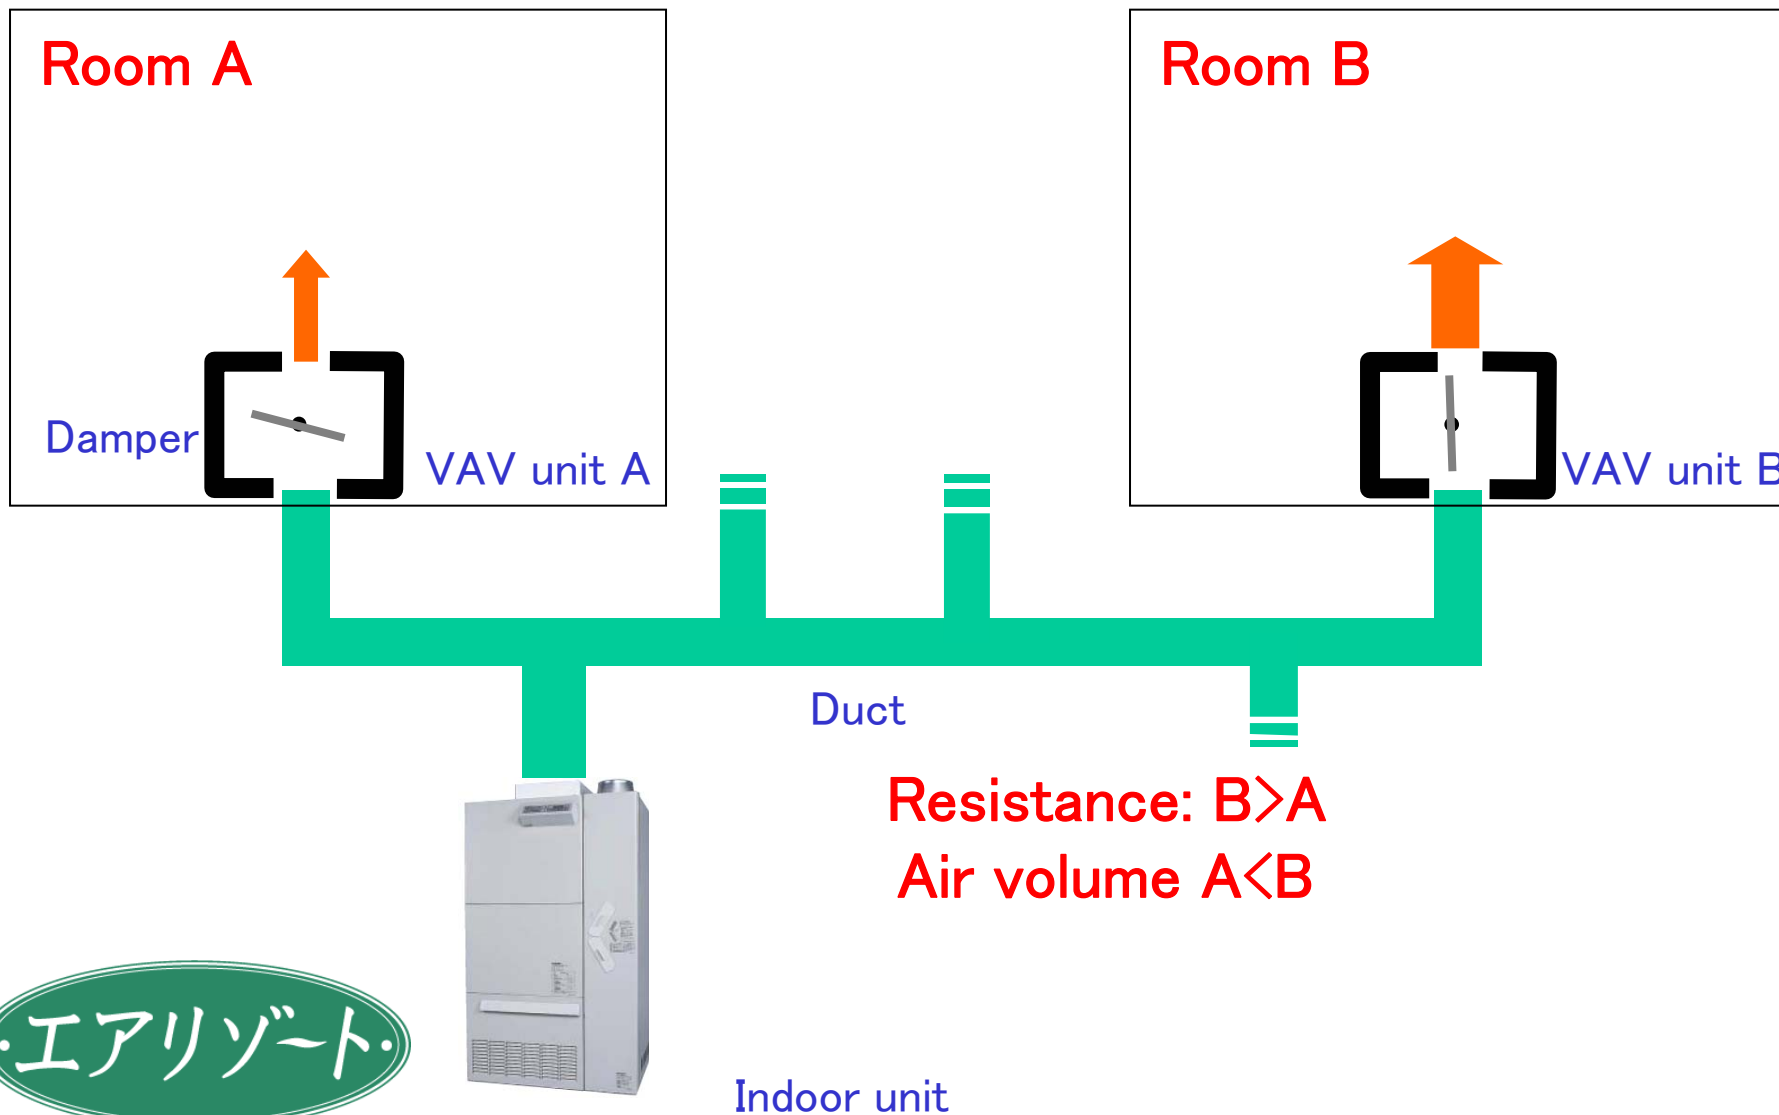 Room A
Room B
Damper
VAV unit A
VAV unit B
Duct
Resistance: B>A
Air volume A<B
・エアリゾート・
Indoor unit